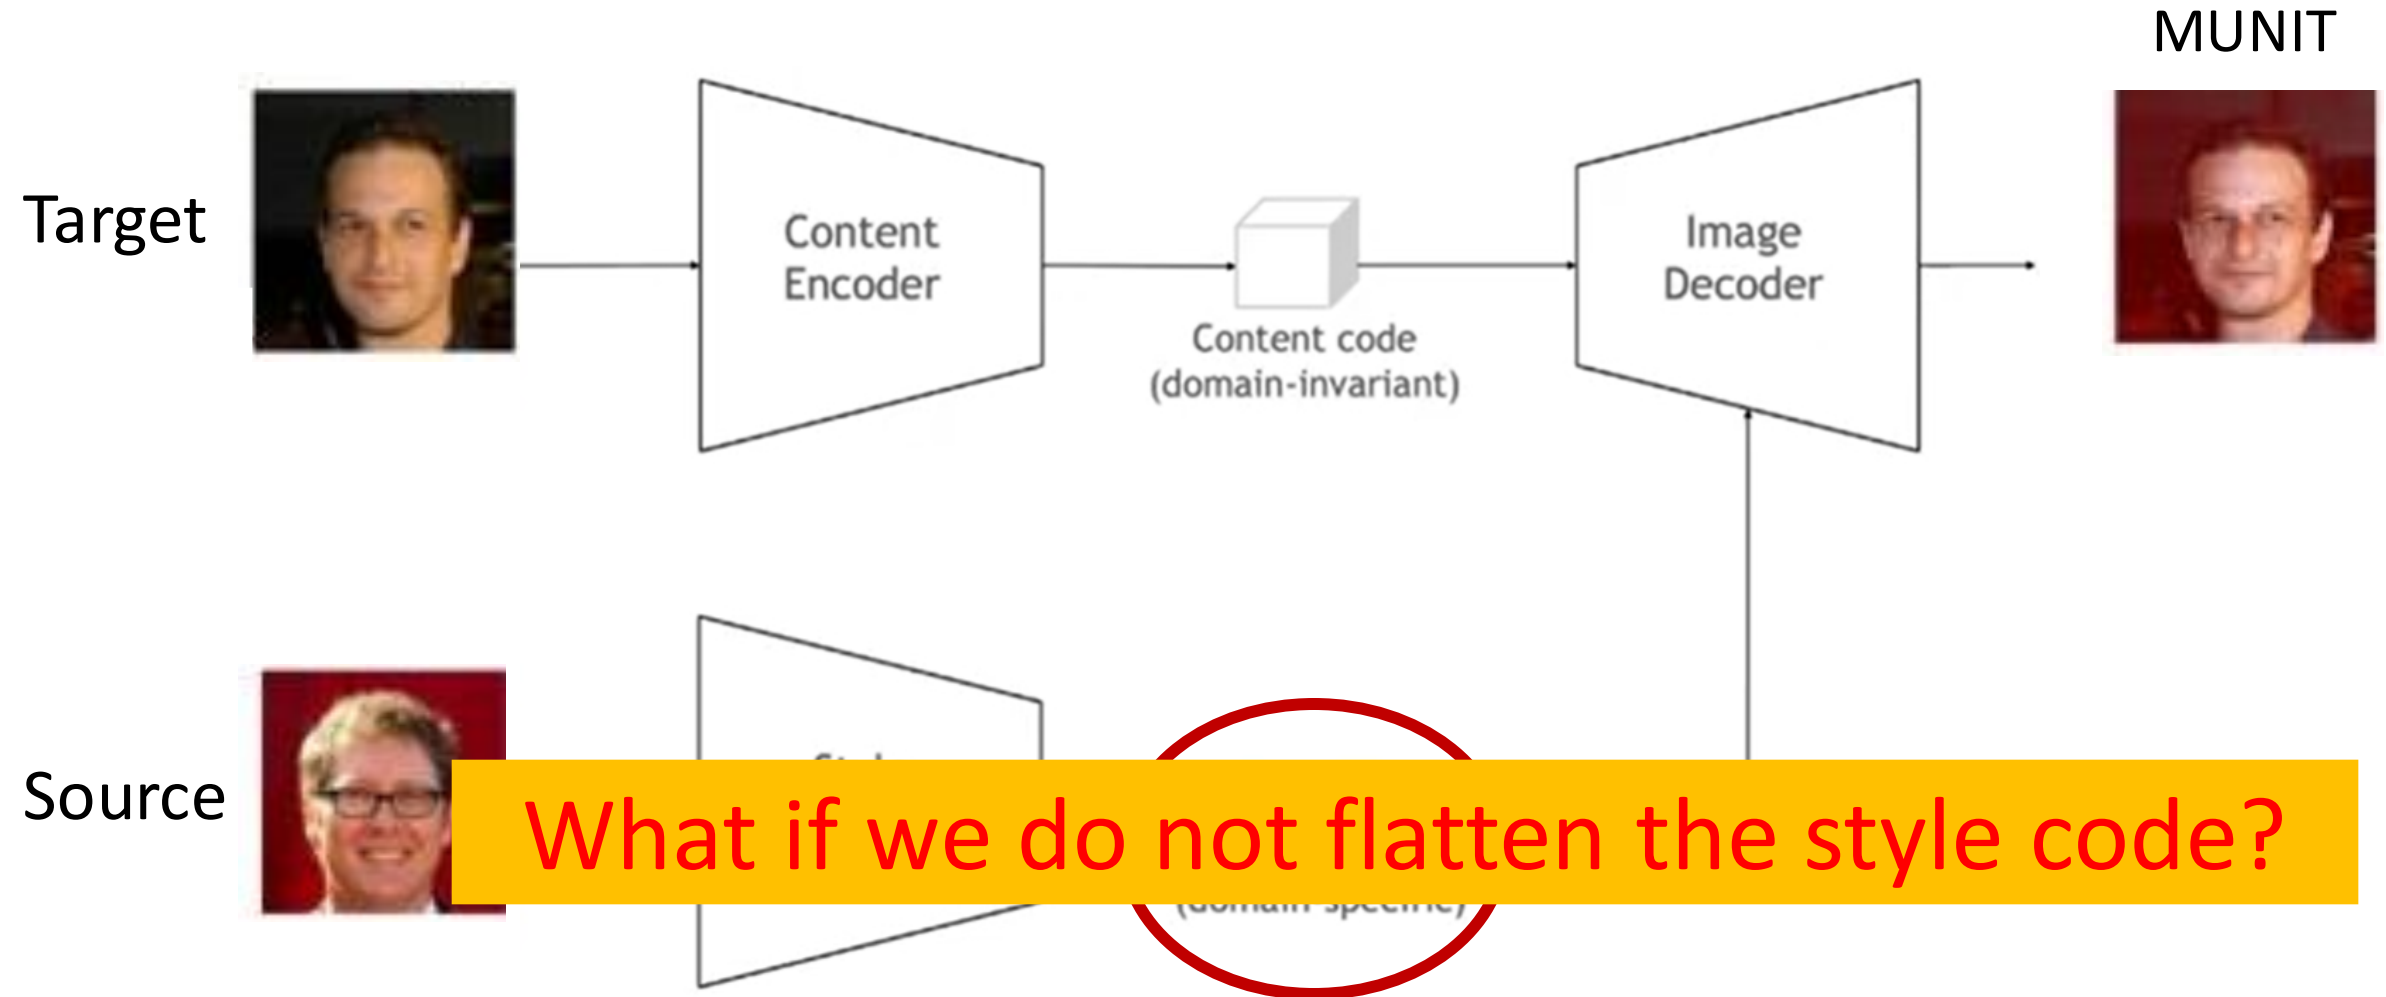 MUNIT
Target
Content
Encoder
Content code
(domain-invariant)
Image
Decoder
Source
What if we do not flatten the style code?